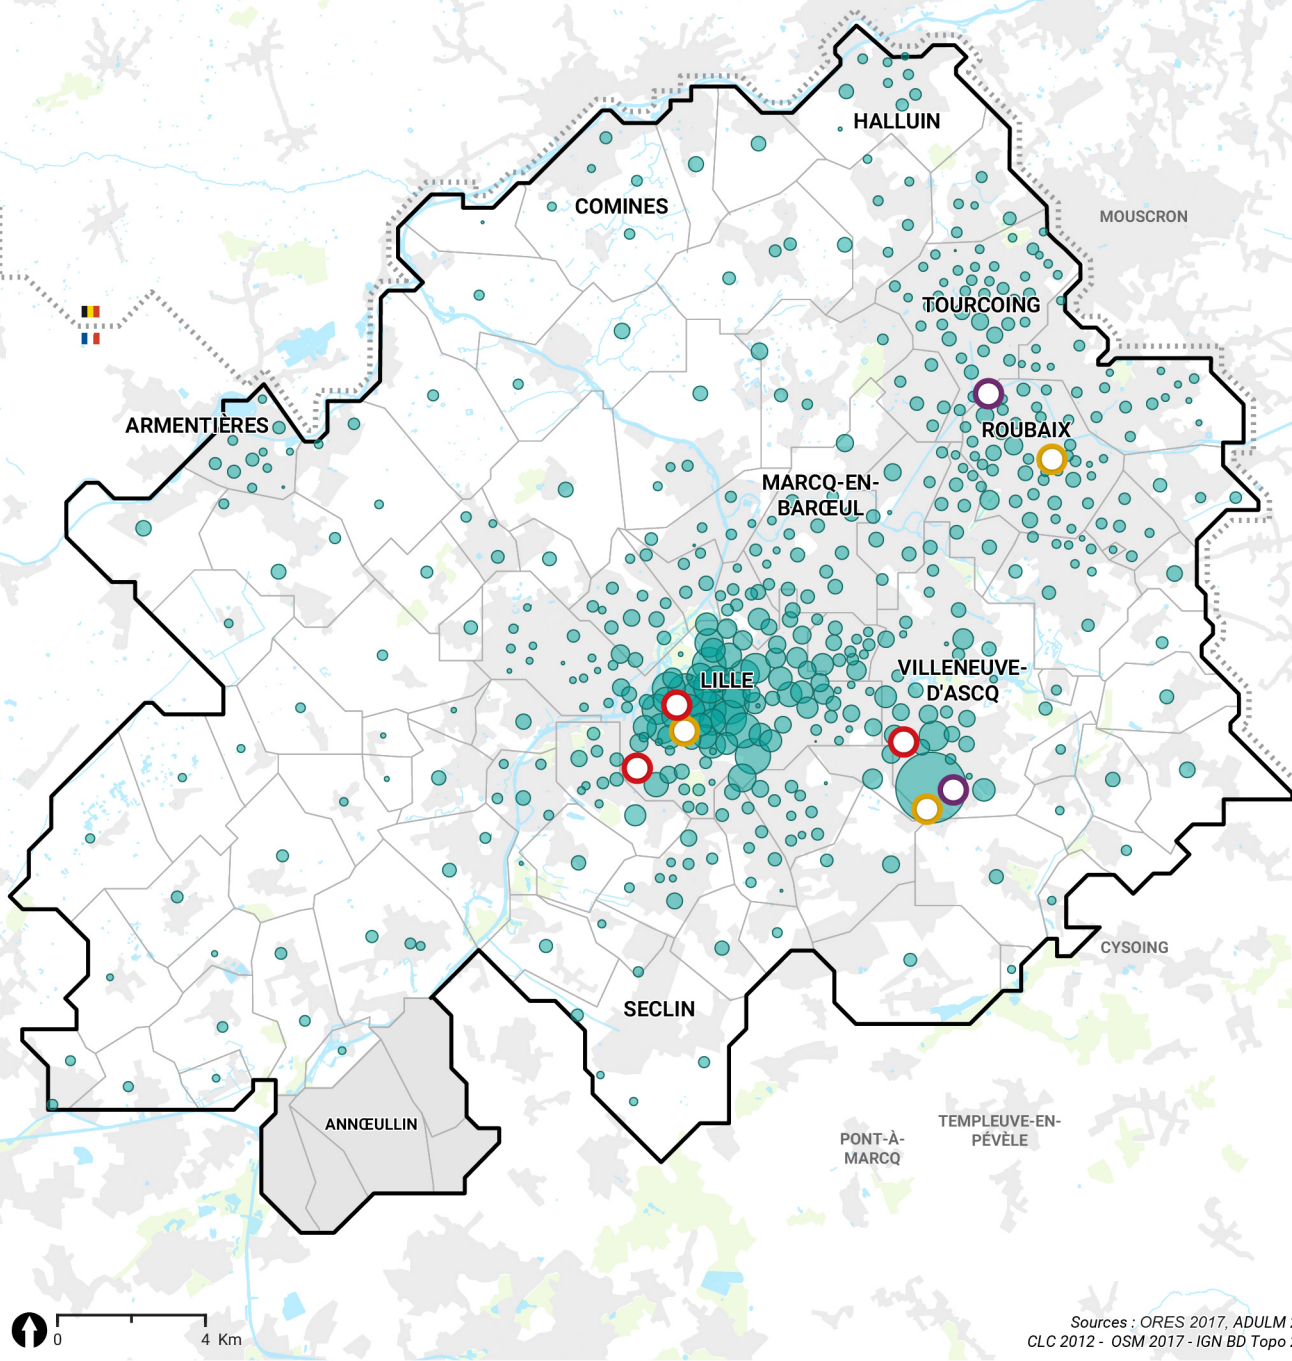 HALLUIN
COMINES
MOUSCRON
TOURCOING
ARMENTIÈRES
ROUBAIX
MARCQ-EN-
BARŒUL
VILLENEUVE-
D'ASCQ
LILLE
CYSOING
SECLIN
ANNŒULLIN
TEMPLEUVE-EN-
PÉVÈLE
PONT-À-
MARCQ
0 4 Km
Sources : ORES 2017, ADULM
CLC 2012 - OSM 2017 - IGN BD Topo